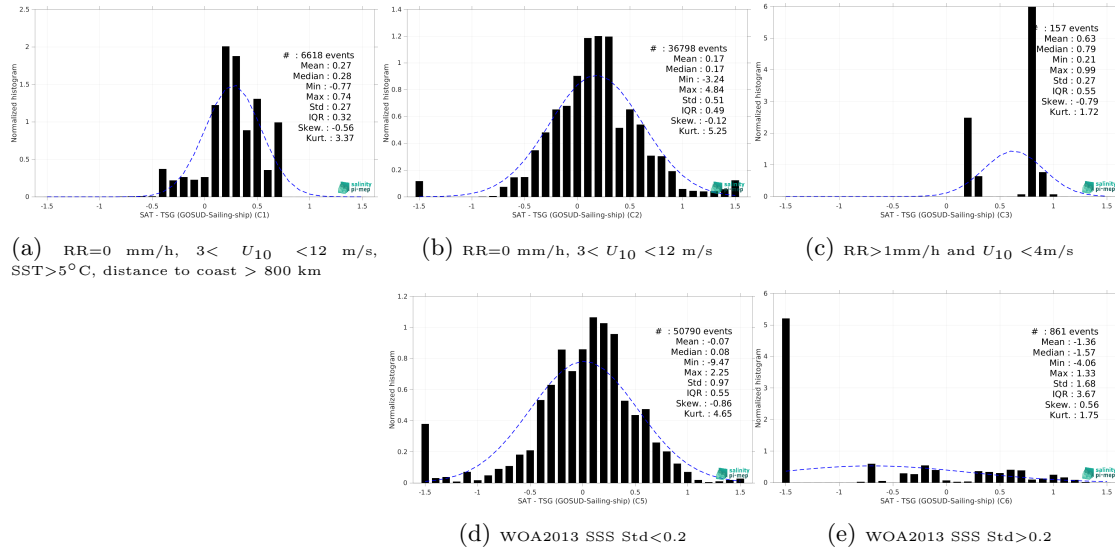 2.5
2
1.5
1
0.5
0
Normalized histogram
# : 6618 events
Mean : 0.27
Median : 0.28
Min : -0.77
Max : 0.74
Std : 0.27
IQR : 0.32
Skew. : -0.56
Kurt. : 3.37
salinity
pi-mep
-1.5 -1 -0.5 0 0.5 1 1.5
SAT - TSG (GOSUD-Sailing-ship) (C1)
(a) RR=0 mm/h, 3< U10 <12 m/s,
SST>5°C, distance to coast > 800 km
1.4
1.2
1
0.8
0.6
0.4
0.2
0
Normalized histogram
# : 36798 events
Mean : 0.17
Median : 0.17
Min : -3.24
Max : 4.84
Std : 0.51
IQR : 0.49
Skew. : -0.12
Kurt. : 5.25
salinity
pi-mep
-1.5 -1 -0.5 0 0.5 1 1.5
SAT - TSG (GOSUD-Sailing-ship) (C2)
(b) RR=0 mm/h, 3< U10 <12 m/s
6
5
4
3
2
1
0
Normalized histogram
# : 157 events
Mean : 0.63
Median : 0.79
Min : 0.21
Max : 0.99
Std : 0.27
IQR : 0.55
Skew. : -0.79
Kurt. : 1.72
salinity
pi-mep
-1.5 -1 -0.5 0 0.5 1 1.5
SAT - TSG (GOSUD-Sailing-ship) (C3)
(c) RR>1mm/h and U10 <4m/s
1.2
1
0.8
0.6
0.4
0.2
0
Normalized histogram
# : 50790 events
Mean : -0.07
Median : 0.08
Min : -9.47
Max : 2.25
Std : 0.97
IQR : 0.55
Skew. : -0.86
Kurt. : 4.65
salinity
pi-mep
-1.5 -1 -0.5 0 0.5 1 1.5
SAT - TSG (GOSUD-Sailing-ship) (C5)
(d) WOA2013 SSS Std<0.2
6
5
4
3
2
1
0
Normalized histogram
# : 861 events
Mean : -1.36
Median : -1.57
Min : -4.06
Max : 1.33
Std : 1.68
IQR : 3.67
Skew. : 0.56
Kurt. : 1.75
salinity
pi-mep
-1.5 -1 -0.5 0 0.5 1 1.5
SAT - TSG (GOSUD-Sailing-ship) (C6)
(e) WOA2013 SSS Std>0.2